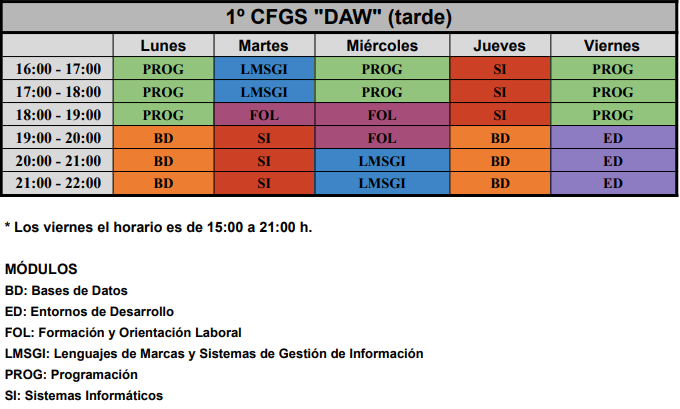 1º CFGS "DAW" (tarde)
Lunes Martes Miércoles Jueves Viernes
16:00 - 17:00 PROG LMSGI PROG SI PROG
17:00 - 18:00 PROG LMSGI PROG SI PROG
18:00 - 19:00 PROG FOL FOL SI PROG
19:00 - 20:00 BD SI FOL BD ED
20:00 - 21:00 BD SI LMSGI BD ED
21:00 - 22:00 BD SI LMSGI BD ED
* Los viernes el horario es de 15:00 a 21:00 h.
MÓDULOS
BD: Bases de Datos
ED: Entornos de Desarrollo
FOL: Formación y Orientación Laboral
LMSGI: Lenguajes de Marcas y Sistemas de Gestión de Información
PROG: Programación
SI: Sistemas Informáticos